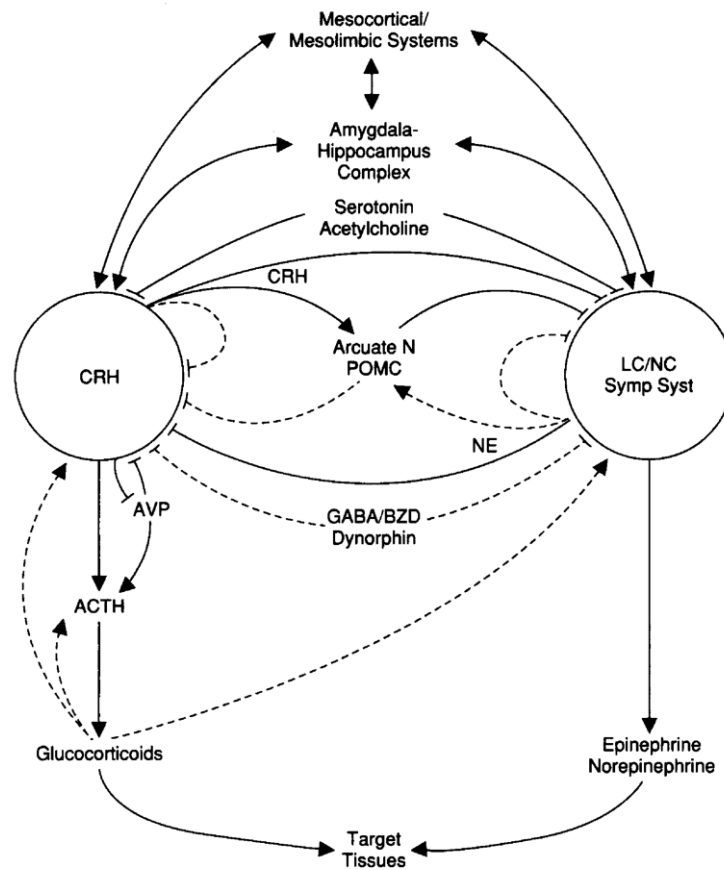 Mesocortical/
Mesolimbic Systems
Amygdala-
Hippocampus
Complex
Serotonin
Acetylcholine
CRH
CRH
Arcuate N
POMC
LC/NC
Symp Syst
NE
AVP
GABA/BZD
Dynorphin
ACTH
Glucocorticoids
Epinephrine
Norepinephrine
Target
Tissues